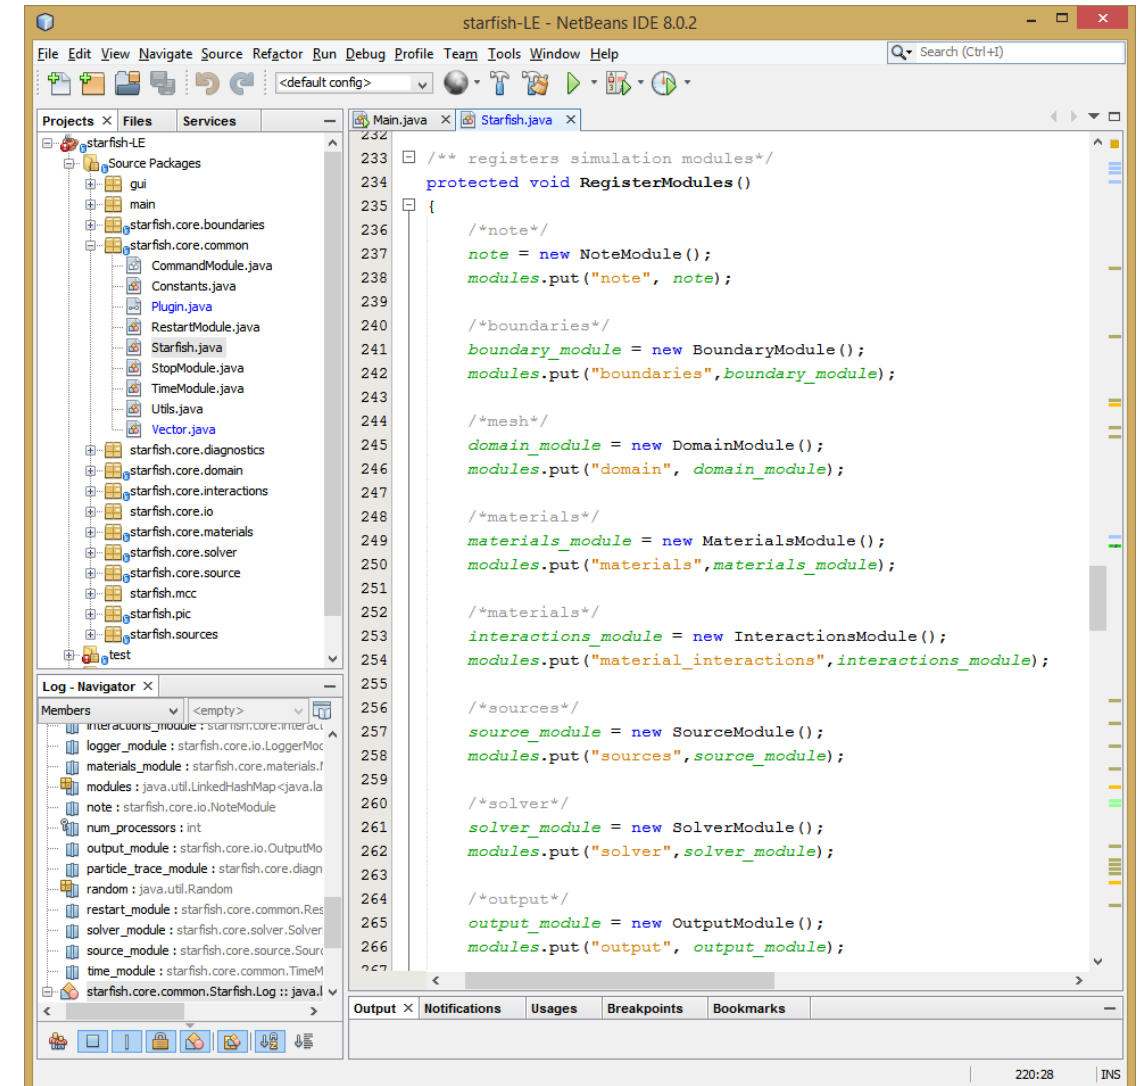 starfish-LE - NetBeans IDE 8.0.2
File Edit View Navigate Source Refactor Run Debug Profile Team Tools Window Help
Search (Ctrl+I)
<default config>
Projects Files Services
starfish-LE
Source Packages
gui
main
starfish.core.boundaries
starfish.core.common
CommandModule.java
Constants.java
Plugin.java
RestartModule.java
Starfish.java
StopModule.java
TimeModule.java
Utils.java
Vector.java
starfish.core.diagnostics
starfish.core.domain
starfish.core.interactions
starfish.core.io
starfish.core.materials
starfish.core.solver
starfish.core.source
starfish.mcc
starfish.pic
starfish.sources
test
Log - Navigator
Members <empty>
interactions_module : starfish.core.interact
logger_module : starfish.core.io.LoggerMoc
materials_module : starfish.core.materials.
modules : java.util.LinkedHashMap<java.la
note : starfish.core.io.NoteModule
num_processors : int
output_module : starfish.core.io.OutputMo
particle_trace_module : starfish.core.diagn
random : java.util.Random
restart_module : starfish.core.common.Res
solver_module : starfish.core.solver.Solver
source_module : starfish.core.source.Sourc
time_module : starfish.core.common.TimeM
starfish.core.common.Starfish.Log :: java.l
Main.java Starfish.java
232
233 /** registers simulation modules*/
234 protected void RegisterModules()
235 {
236 /*note*/
237 note = new NoteModule();
238 modules.put("note", note);
239
240 /*boundaries*/
241 boundary_module = new BoundaryModule();
242 modules.put("boundaries",boundary_module);
243
244 /*mesh*/
245 domain_module = new DomainModule();
246 modules.put("domain", domain_module);
247
248 /*materials*/
249 materials_module = new MaterialsModule();
250 modules.put("materials",materials_module);
251
252 /*materials*/
253 interactions_module = new InteractionsModule();
254 modules.put("material_interactions",interactions_module);
255
256 /*sources*/
257 source_module = new SourceModule();
258 modules.put("sources",source_module);
259
260 /*solver*/
261 solver_module = new SolverModule();
262 modules.put("solver",solver_module);
263
264 /*output*/
265 output_module = new OutputModule();
266 modules.put("output", output_module);
267
Output Notifications Usages Breakpoints Bookmarks
220:28 INS